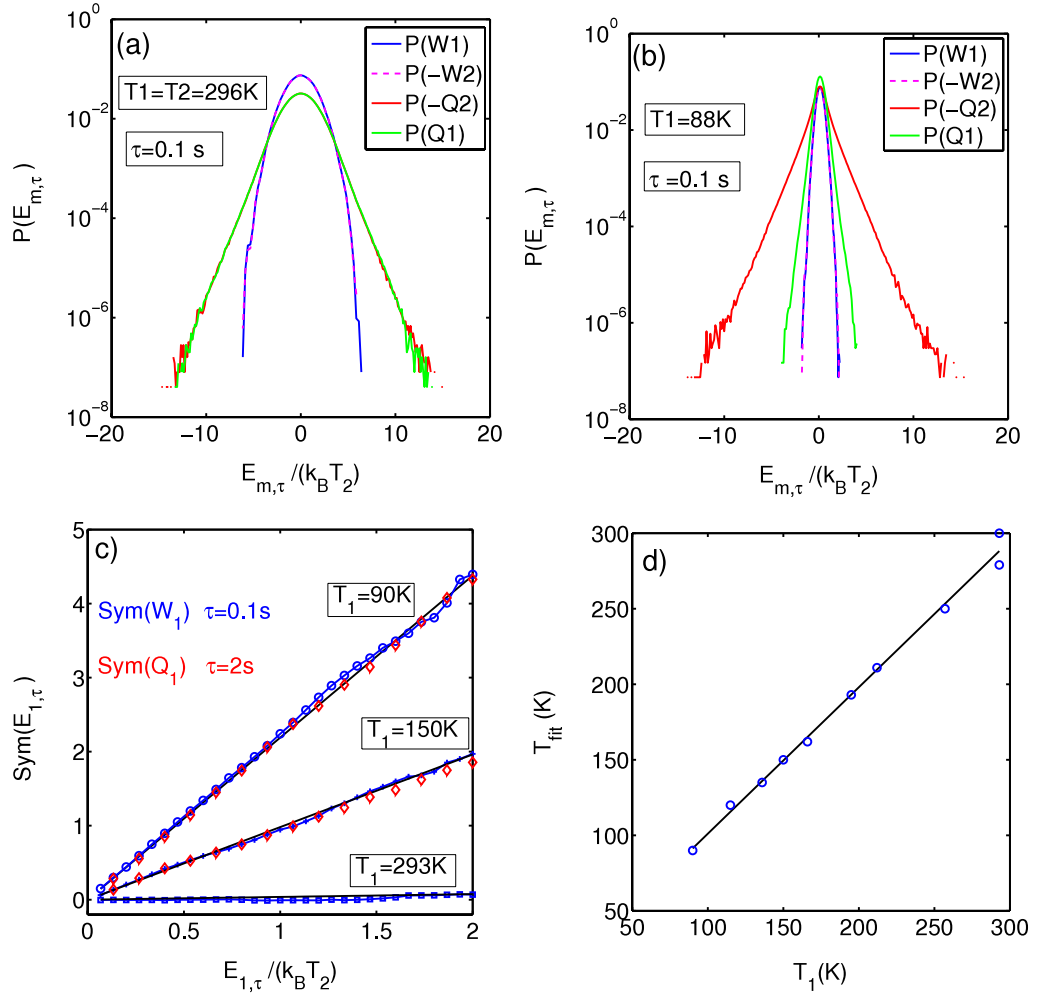 (a)
P(W1)
P(-W2)
P(-Q2)
P(Q1)
T1=T2=296K
τ=0.1 s
10^0
10^-2
10^-4
10^-6
10^-8
P(E_m,τ)
-20
-10
0
10
20
E_m,τ /(k_B T_2)
(b)
P(W1)
P(-W2)
P(-Q2)
P(Q1)
T1=88K
τ =0.1 s
10^0
10^-2
10^-4
10^-6
10^-8
P(E_m,τ)
-20
-10
0
10
20
E_m,τ /(k_B T_2)
c)
Sym(W_1) τ=0.1s
Sym(Q_1) τ=2s
T_1=90K
T_1=150K
T_1=293K
5
4
3
2
1
0
Sym(E_1,τ)
0
0.5
1
1.5
2
E_1,τ /(k_B T_2)
d)
300
250
200
150
100
50
T_fit (K)
50
100
150
200
250
300
T_1(K)